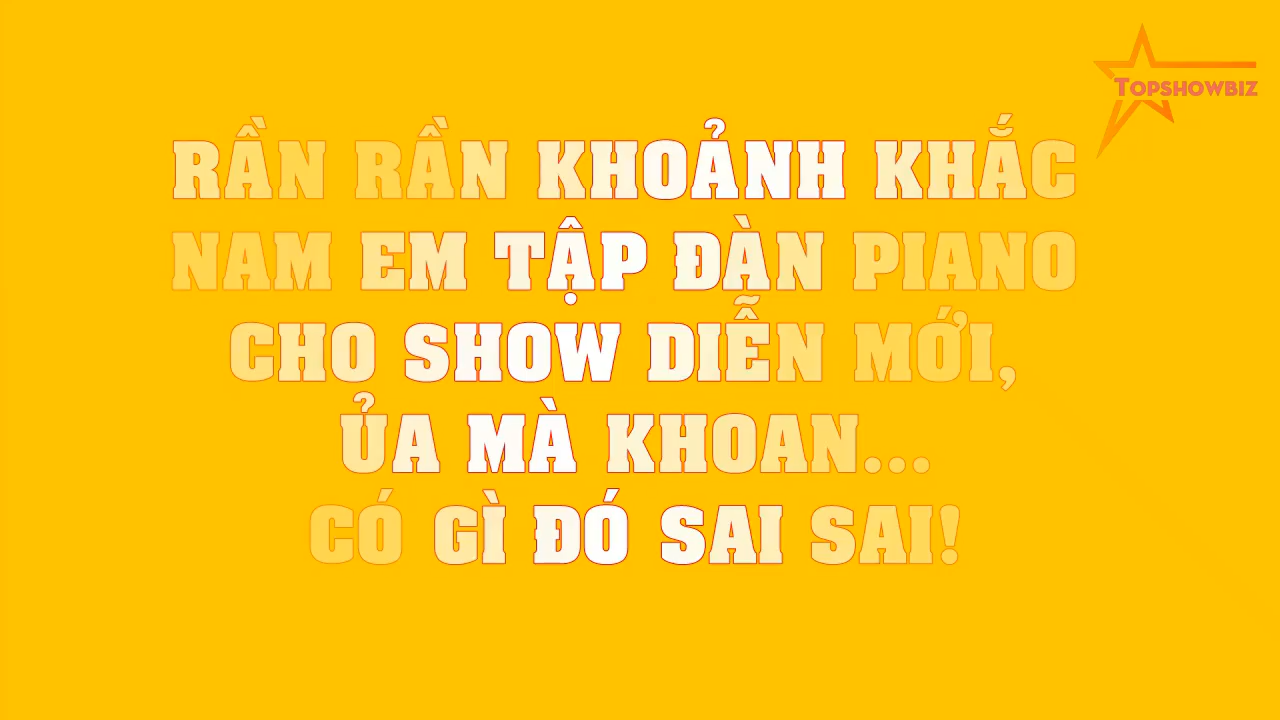 TOPSHOWBIZ
RẦN RẦN KHOẢNH KHẮC
NAM EM TẬP ĐÀN PIANO
CHO SHOW DIỄN MỚI,
ỦA MÀ KHOAN...
CÓ GÌ ĐÓ SAI SAI!